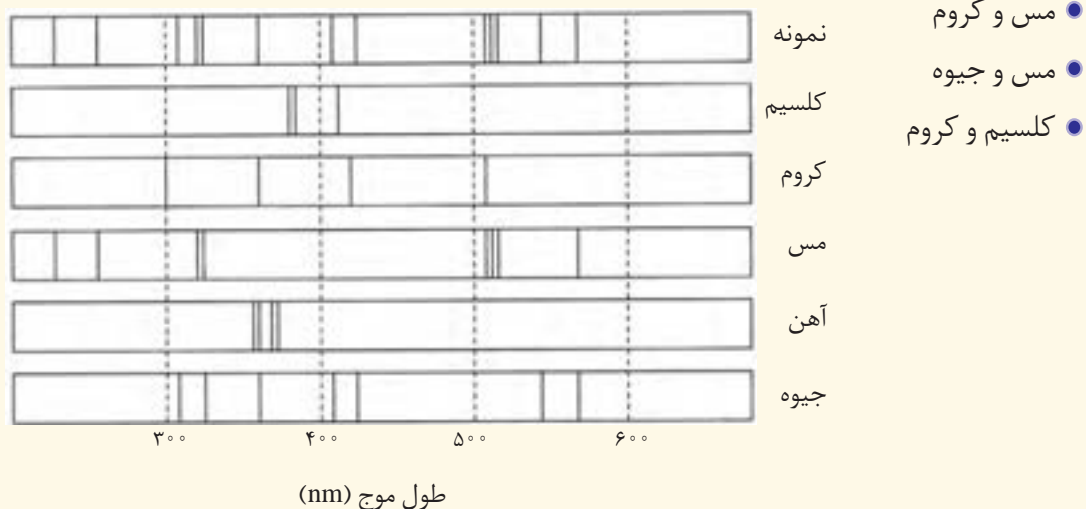 مس و کروم
مس و جیوه
کلسیم و کروم
نمونه
کلسیم
کروم
مس
آهن
جیوه
۳۰۰ ۴۰۰ ۵۰۰ ۶۰۰
طول موج (nm)